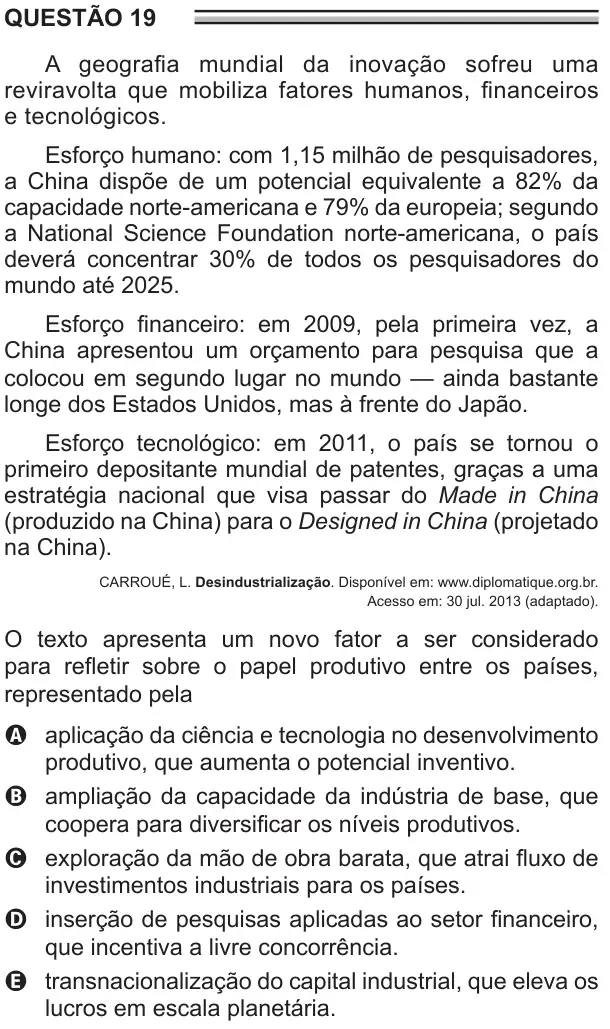 QUESTÃO 19
A geografia mundial da inovação sofreu uma
reviravolta que mobiliza fatores humanos, financeiros
e tecnológicos.
Esforço humano: com 1,15 milhão de pesquisadores,
a China dispõe de um potencial equivalente a 82% da
capacidade norte-americana e 79% da europeia; segundo
a National Science Foundation norte-americana, o país
deverá concentrar 30% de todos os pesquisadores do
mundo até 2025.
Esforço financeiro: em 2009, pela primeira vez, a
China apresentou um orçamento para pesquisa que a
colocou em segundo lugar no mundo — ainda bastante
longe dos Estados Unidos, mas à frente do Japão.
Esforço tecnológico: em 2011, o país se tornou o
primeiro depositante mundial de patentes, graças a uma
estratégia nacional que visa passar do Made in China
(produzido na China) para o Designed in China (projetado
na China).
CARROUÉ, L. Desindustrialização. Disponível em: www.diplomatique.org.br.
Acesso em: 30 jul. 2013 (adaptado).
O texto apresenta um novo fator a ser considerado
para refletir sobre o papel produtivo entre os países,
representado pela
A aplicação da ciência e tecnologia no desenvolvimento
produtivo, que aumenta o potencial inventivo.
B ampliação da capacidade da indústria de base, que
coopera para diversificar os níveis produtivos.
C exploração da mão de obra barata, que atrai fluxo de
investimentos industriais para os países.
D inserção de pesquisas aplicadas ao setor financeiro,
que incentiva a livre concorrência.
E transnacionalização do capital industrial, que eleva os
lucros em escala planetária.